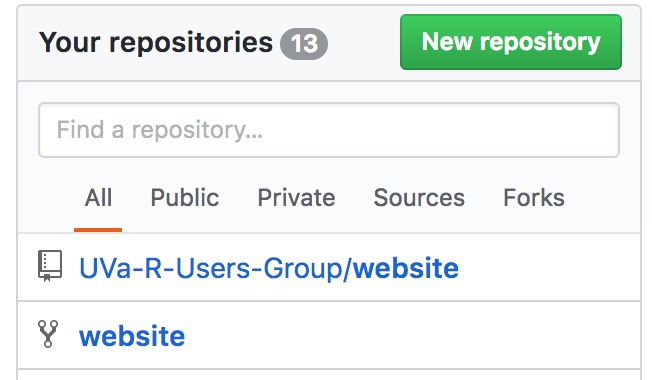 Your repositories 13 New repository
Find a repository...
All Public Private Sources Forks
UVa-R-Users-Group/website
website